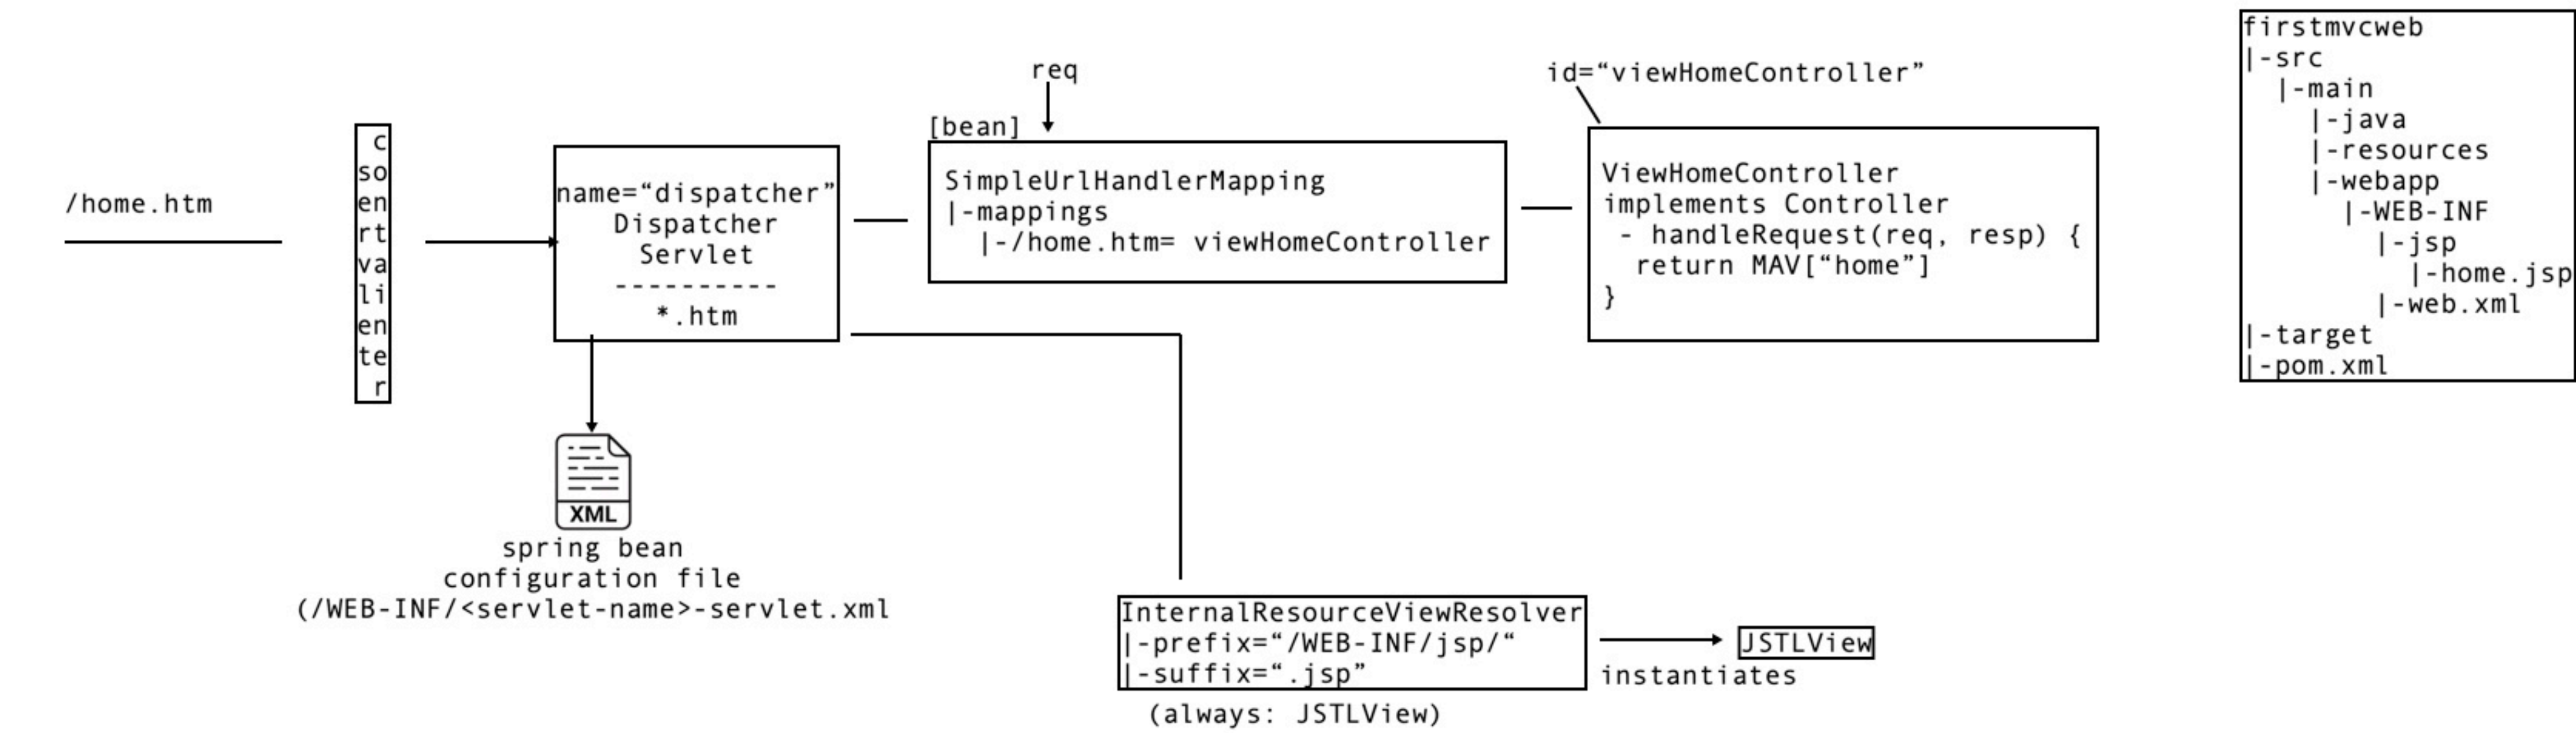 /home.htm
c
so
en
rt
va
li
en
te
r
name=“dispatcher”
Dispatcher
Servlet
----------
*.htm
XML
spring bean
configuration file
(/WEB-INF/<servlet-name>-servlet.xml
req
[bean]
SimpleUrlHandlerMapping
|-mappings
|-/home.htm= viewHomeController
id=“viewHomeController”
ViewHomeController
implements Controller
- handleRequest(req, resp) {
return MAV["home"]
}
InternalResourceViewResolver
|-prefix=“/WEB-INF/jsp/“
|-suffix=“.jsp”
(always: JSTLView)
instantiates
JSTLView
firstmvcweb
|-src
|-main
|-java
|-resources
|-webapp
|-WEB-INF
|-jsp
|-home.jsp
|-web.xml
|-target
|-pom.xml